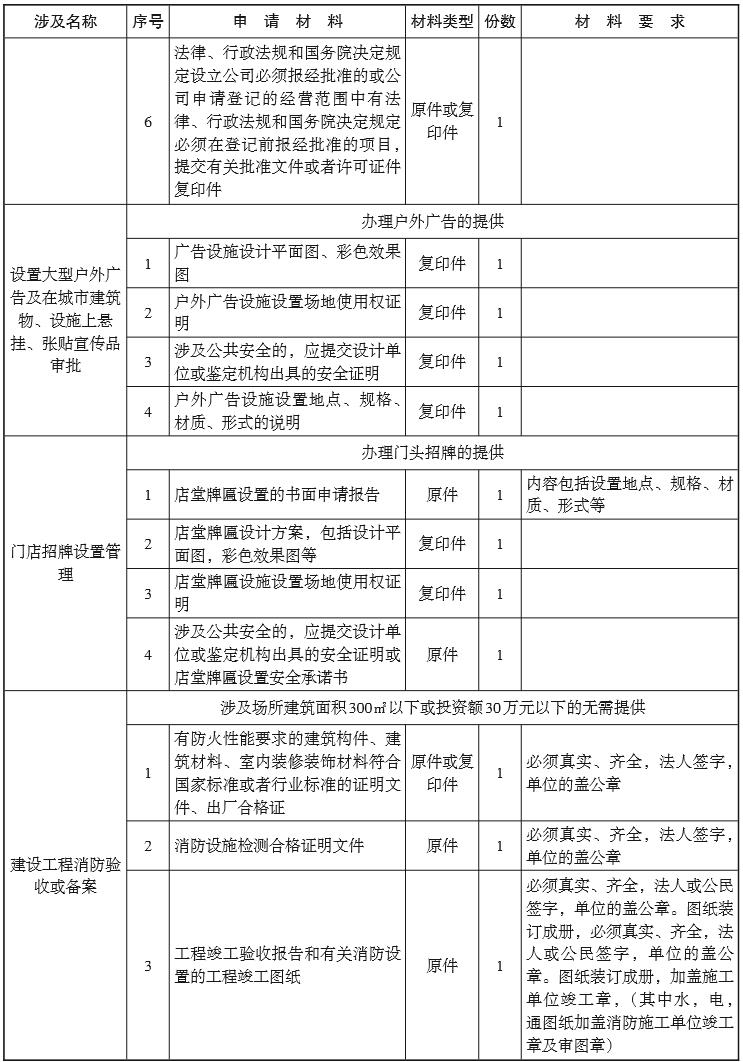 涉及名称 序号 申请材料 材料类型 份数 材料要求
6
法律、行政法规和国务院决定规
定设立公司必须报经批准的或公
司申请登记的经营范围中有法
律、行政法规和国务院决定规定
必须在登记前报经批准的项目,
提交有关批准文件或者许可证件
复印件
原件或复
印件
1
设置大型户外广
告及在城市建筑
物、设施上悬
挂、张贴宣传品
审批
办理户外广告的提供
1
广告设施设计平面图、彩色效果
图
复印件
1
2
户外广告设施设置场地使用权证
明
复印件
1
3
涉及公共安全的,应提交设计单
位或鉴定机构出具的安全证明
复印件
1
4
户外广告设施设置地点、规格、
材质、形式的说明
复印件
1
门店招牌设置管
理
办理门头招牌的提供
1
店堂牌匾设置的书面申请报告
原件
1
内容包括设置地点、规格、材
质、形式等
2
店堂牌匾设计方案,包括设计平
面图,彩色效果图等
复印件
1
3
店堂牌匾设施设置场地使用权证
明
复印件
1
4
涉及公共安全的,应提交设计单
位或鉴定机构出具的安全证明或
店堂牌匾设置安全承诺书
原件
1
建设工程消防验
收或备案
涉及场所建筑面积300㎡以下或投资额30万元以下的无需提供
1
有防火性能要求的建筑构件、建
筑材料、室内装修装饰材料符合
国家标准或者行业标准的证明文
件、出厂合格证
原件或复
印件
1
必须真实、齐全,法人签字,
单位的盖公章
2
消防设施检测合格证明文件
原件
1
必须真实、齐全,法人签字,
单位的盖公章
3
工程竣工验收报告和有关消防设
置的工程竣工图纸
原件
1
必须真实、齐全,法人或公民
签字,单位的盖公章。图纸装
订成册,必须真实、齐全,法
人或公民签字,单位的盖公
章。图纸装订成册,加盖施工
单位竣工章,(其中水,电,
通图纸加盖消防施工单位竣工
章及审图章)